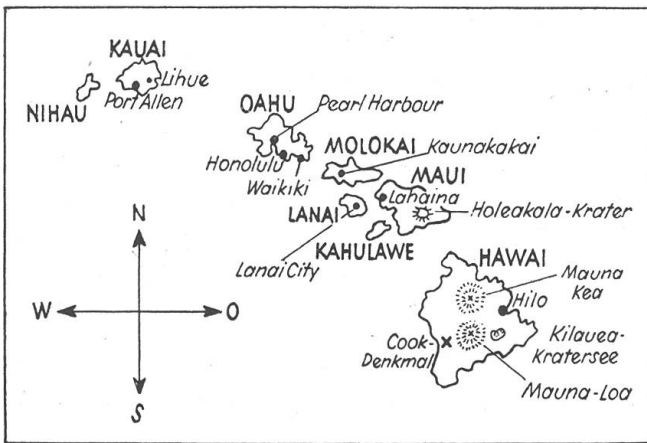 KAUAI
Lihue
Port Allen
NIHAU
OAHU
Pearl Harbour
Honolulu
Waikiki
MOLOKAI
Kaunakakai
MAUI
Lahaina
Holeakala-Krater
LANAI
KAHULAWE
Lanai City
N
W
O
S
HAWAI
Mauna
Kea
Hilo
Cook-
Denkmal
Kilauea-
Kratersee
Mauna-Loa